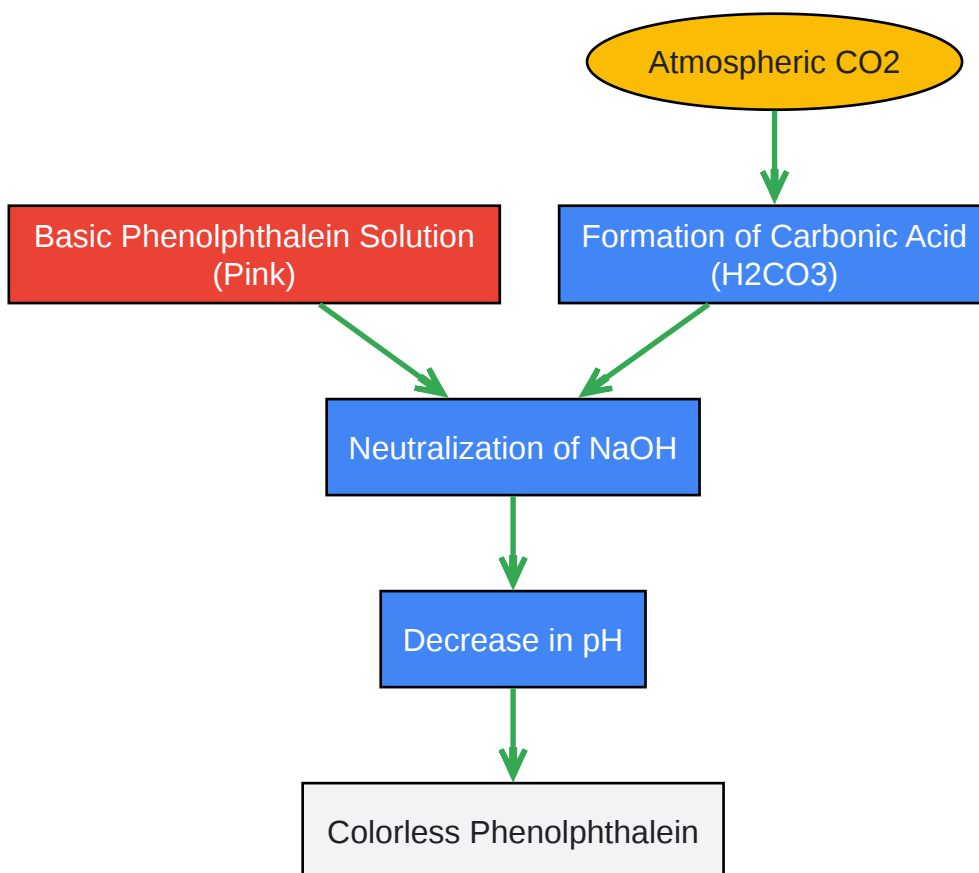 Atmospheric CO2
Basic Phenolphthalein Solution
(Pink)
Formation of Carbonic Acid
(H2CO3)
Neutralization of NaOH
Decrease in pH
Colorless Phenolphthalein